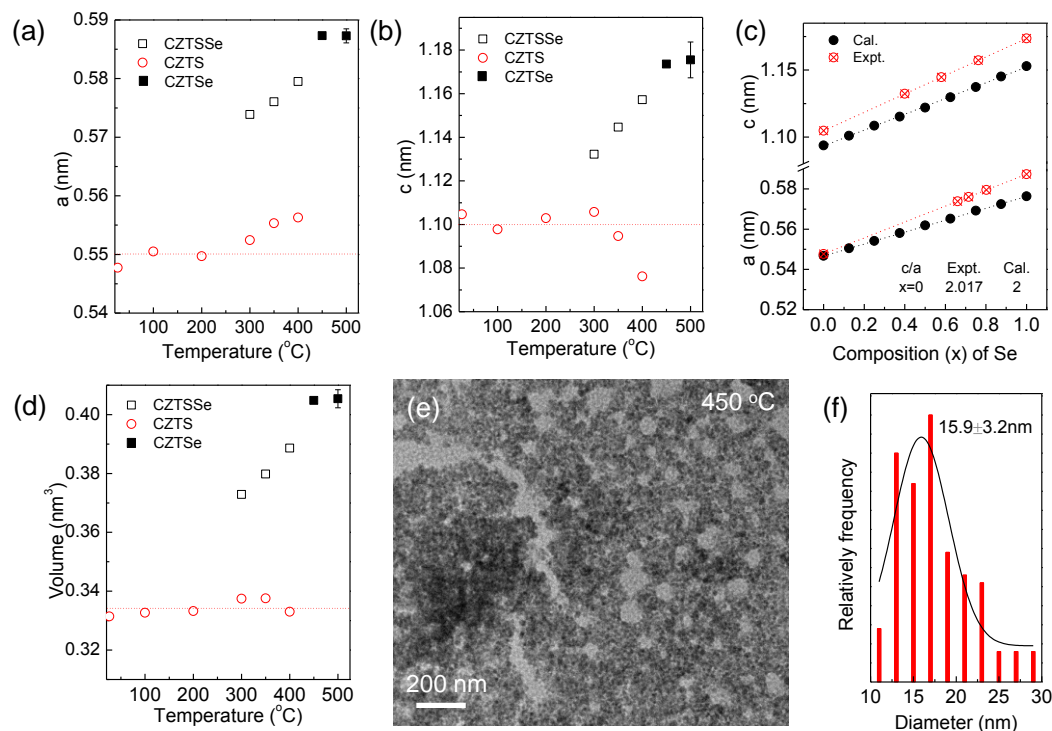 (a)
CZTSSe
CZTS
CZTSe
a (nm)
0.59
0.58
0.57
0.56
0.55
0.54
100 200 300 400 500
Temperature (°C)
(b)
CZTSSe
CZTS
CZTSe
c (nm)
1.18
1.16
1.14
1.12
1.10
1.08
1.06
100 200 300 400 500
Temperature (°C)
(c)
Cal.
Expt.
c (nm)
1.15
1.10
a (nm)
0.58
0.56
0.54
0.52
c/a Expt. Cal.
x=0 2.017 2
0.0 0.2 0.4 0.6 0.8 1.0
Composition (x) of Se
(d)
CZTSSe
CZTS
CZTSe
Volume (nm³)
0.40
0.38
0.36
0.34
0.32
0 100 200 300 400 500
Temperature (°C)
(e)
450 °C
200 nm
(f)
15.9±3.2nm
Relatively frequency
10 15 20 25 30
Diameter (nm)